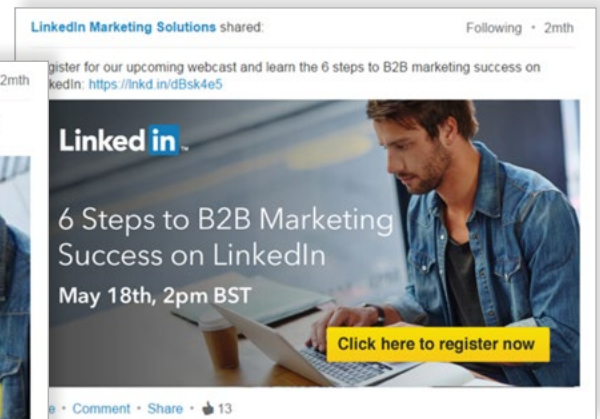 LinkedIn Marketing Solutions shared:
Following • 2mth
2mth
gister for our upcoming webcast and learn the 6 steps to B2B marketing success on
kedIn: https://lnkd.in/dBsk4e5
Linked in™
6 Steps to B2B Marketing
Success on LinkedIn
May 18th, 2pm BST
Click here to register now
e • Comment • Share • 13